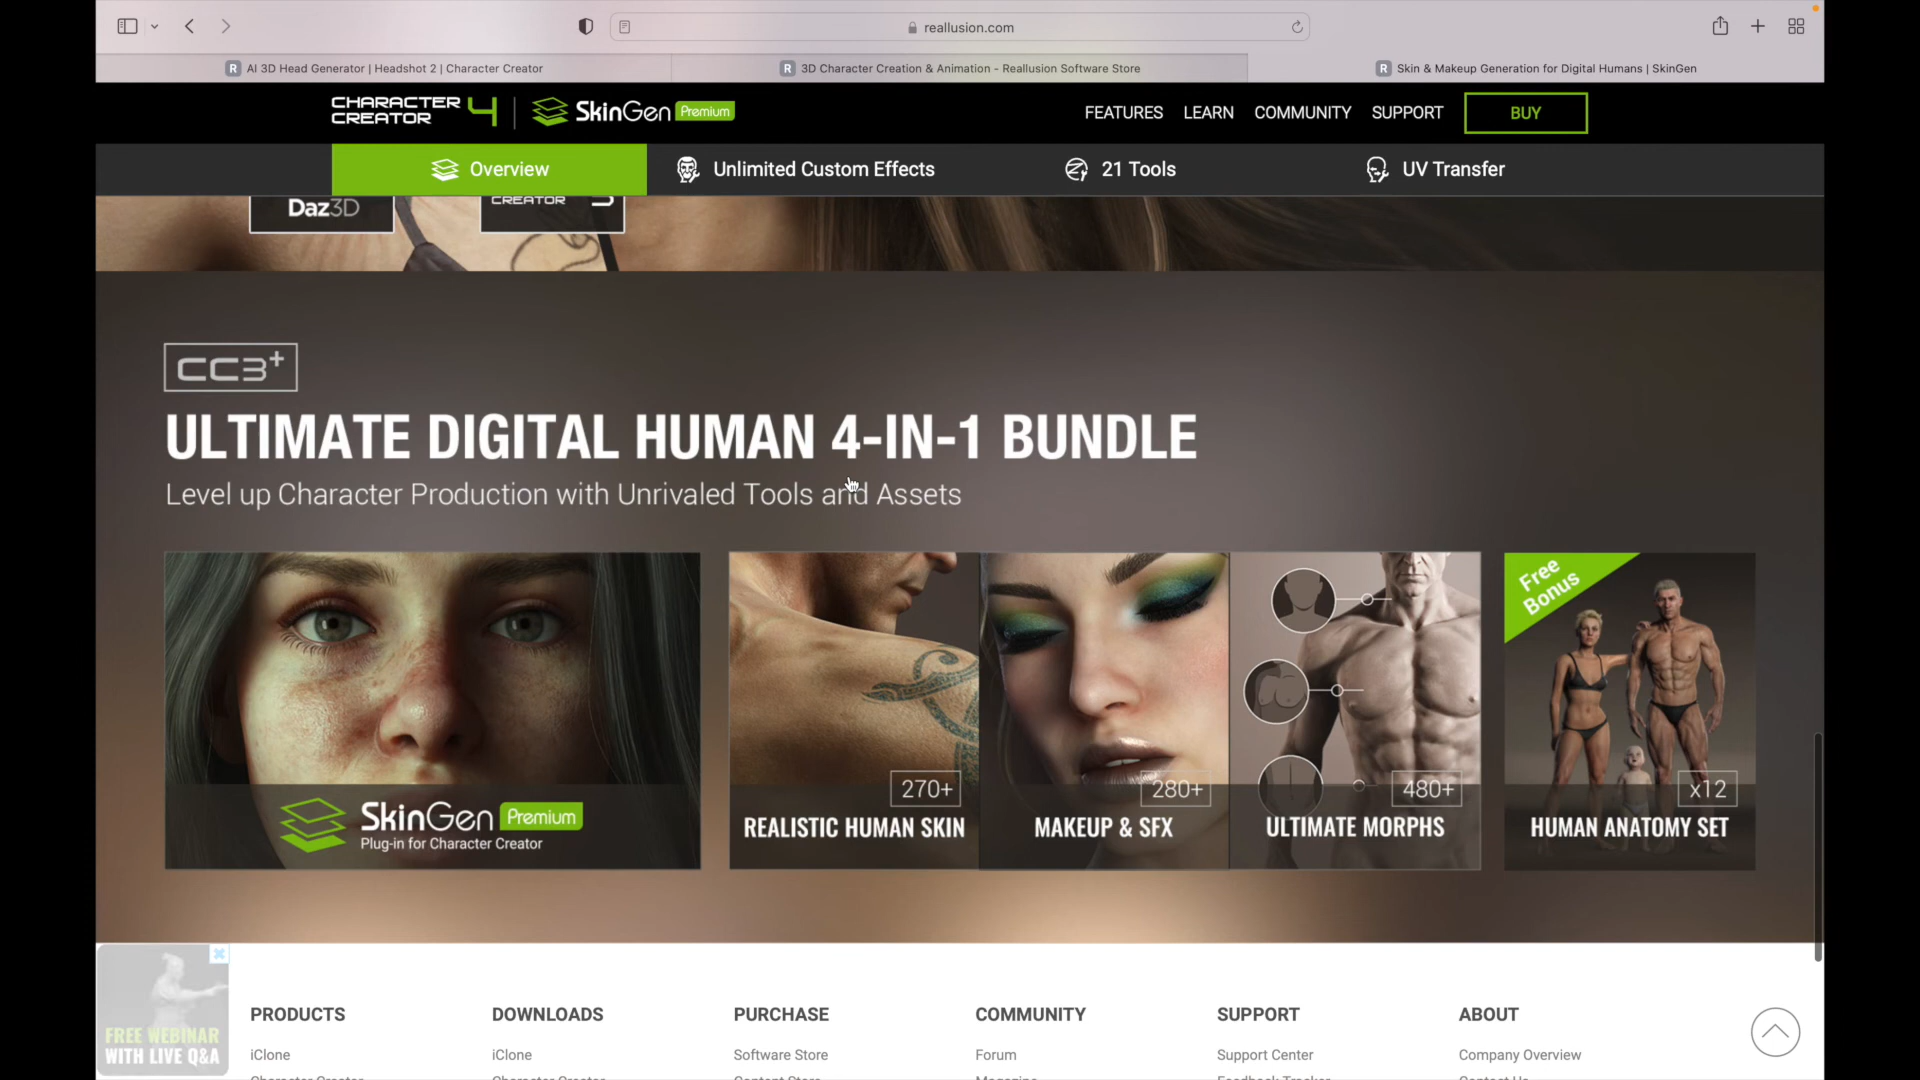 reallusion.com
R AI 3D Head Generator | Headshot 2 | Character Creator
R 3D Character Creation & Animation - Reallusion Software Store
R Skin & Makeup Generation for Digital Humans | SkinGen
CHARACTER CREATOR 4
SkinGen Premium
FEATURES
LEARN
COMMUNITY
SUPPORT
BUY
Overview
Unlimited Custom Effects
21 Tools
UV Transfer
Daz3D
CREATOR
CC3+
ULTIMATE DIGITAL HUMAN 4-IN-1 BUNDLE
Level up Character Production with Unrivaled Tools and Assets
Free
Bonus
SkinGen Premium
Plug-in for Character Creator
270+
REALISTIC HUMAN SKIN
280+
MAKEUP & SFX
480+
ULTIMATE MORPHS
x12
HUMAN ANATOMY SET
FREE WEBINAR
WITH LIVE Q&A
PRODUCTS
DOWNLOADS
PURCHASE
COMMUNITY
SUPPORT
ABOUT
iClone
iClone
Software Store
Forum
Support Center
Company Overview